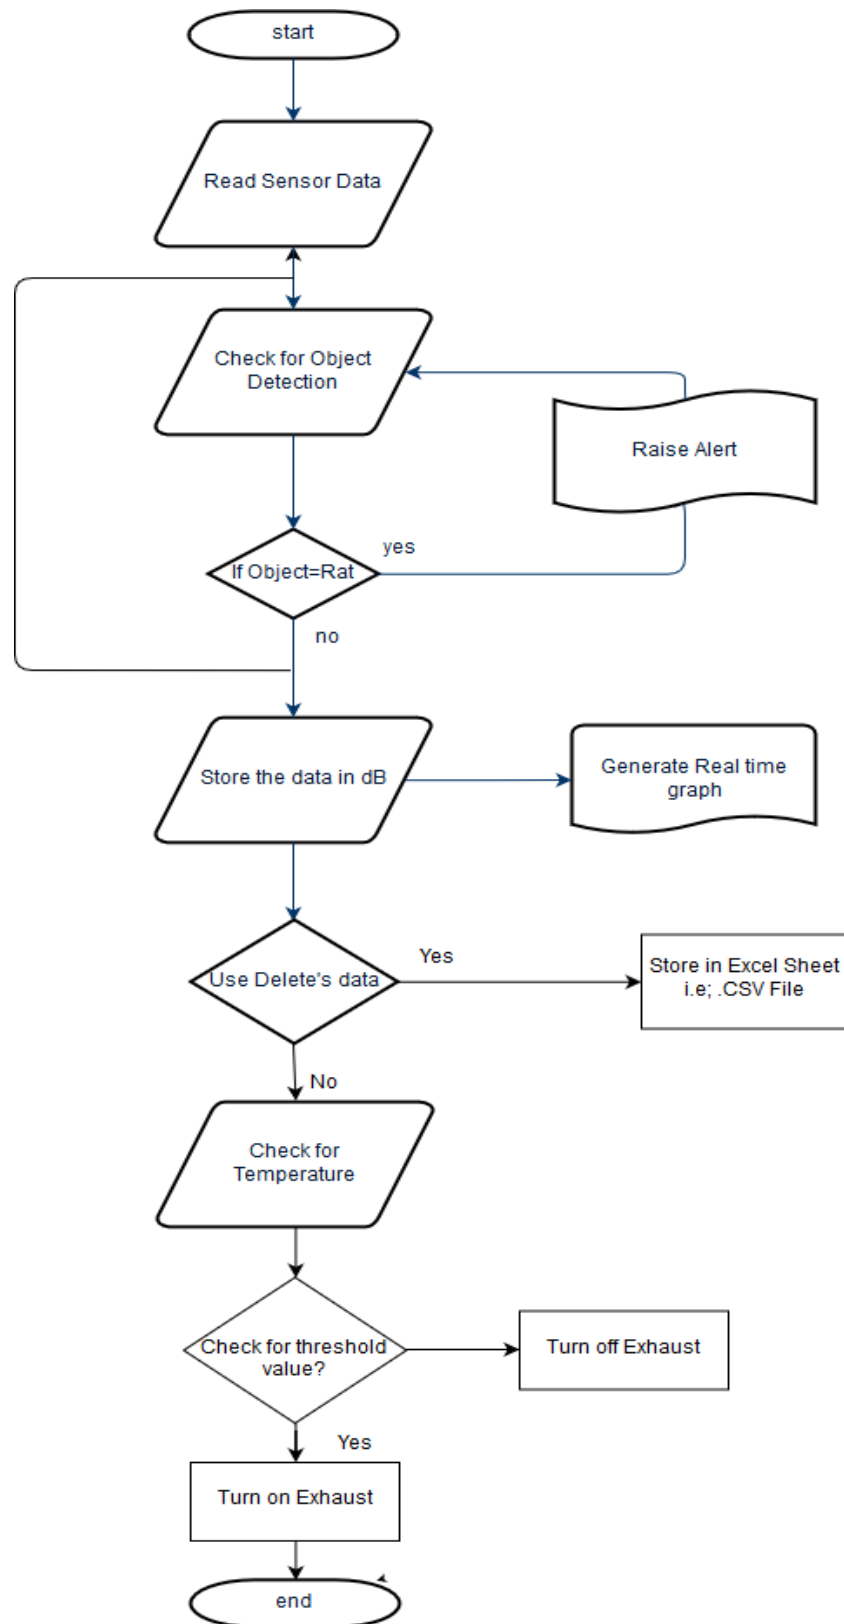 start
Read Sensor Data
Check for Object
Detection
Raise Alert
yes
If Object=Rat
no
Store the data in dB
Generate Real time
graph
Yes
Use Delete's data
Store in Excel Sheet
i.e; .CSV File
No
Check for
Temperature
Check for threshold
value?
Turn off Exhaust
Yes
Turn on Exhaust
end